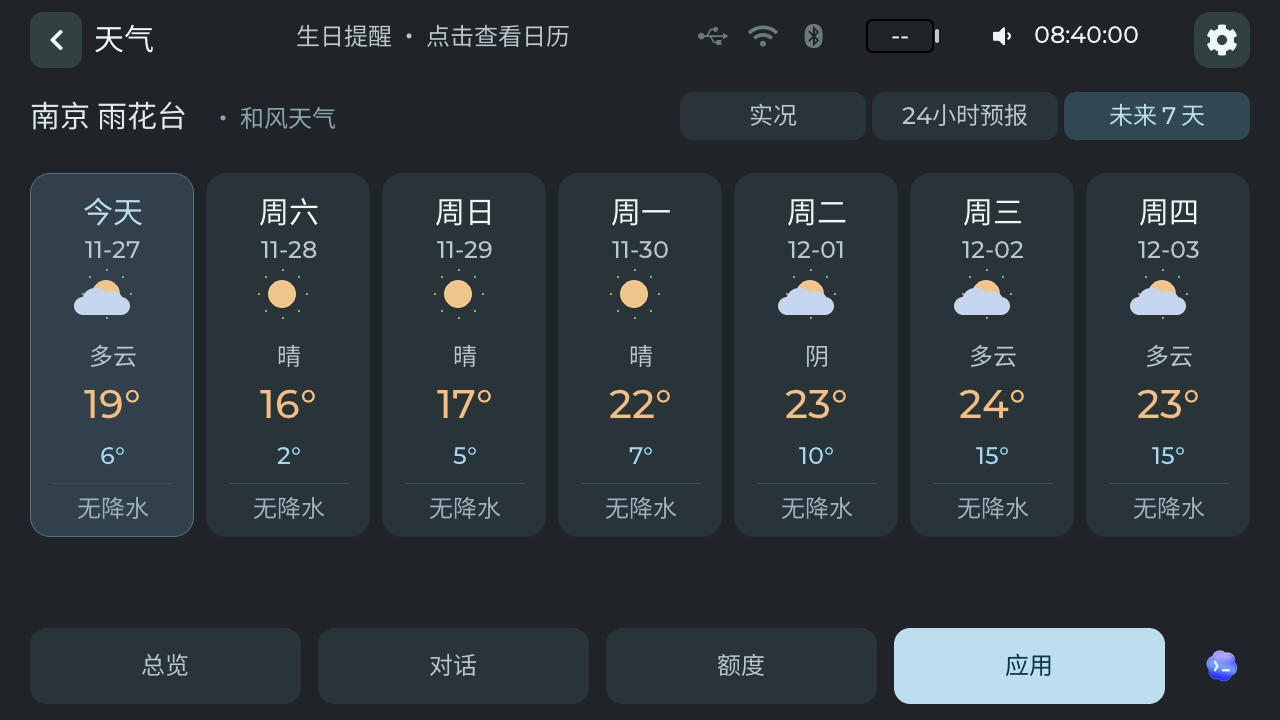 天气
生日提醒 • 点击查看日历
--
08:40:00
南京 雨花台 • 和风天气
实况
24小时预报
未来 7 天
今天
11-27
多云
19°
6°
无降水
周六
11-28
晴
16°
2°
无降水
周日
11-29
晴
17°
5°
无降水
周一
11-30
晴
22°
7°
无降水
周二
12-01
阴
23°
10°
无降水
周三
12-02
多云
24°
15°
无降水
周四
12-03
多云
23°
15°
无降水
总览
对话
额度
应用